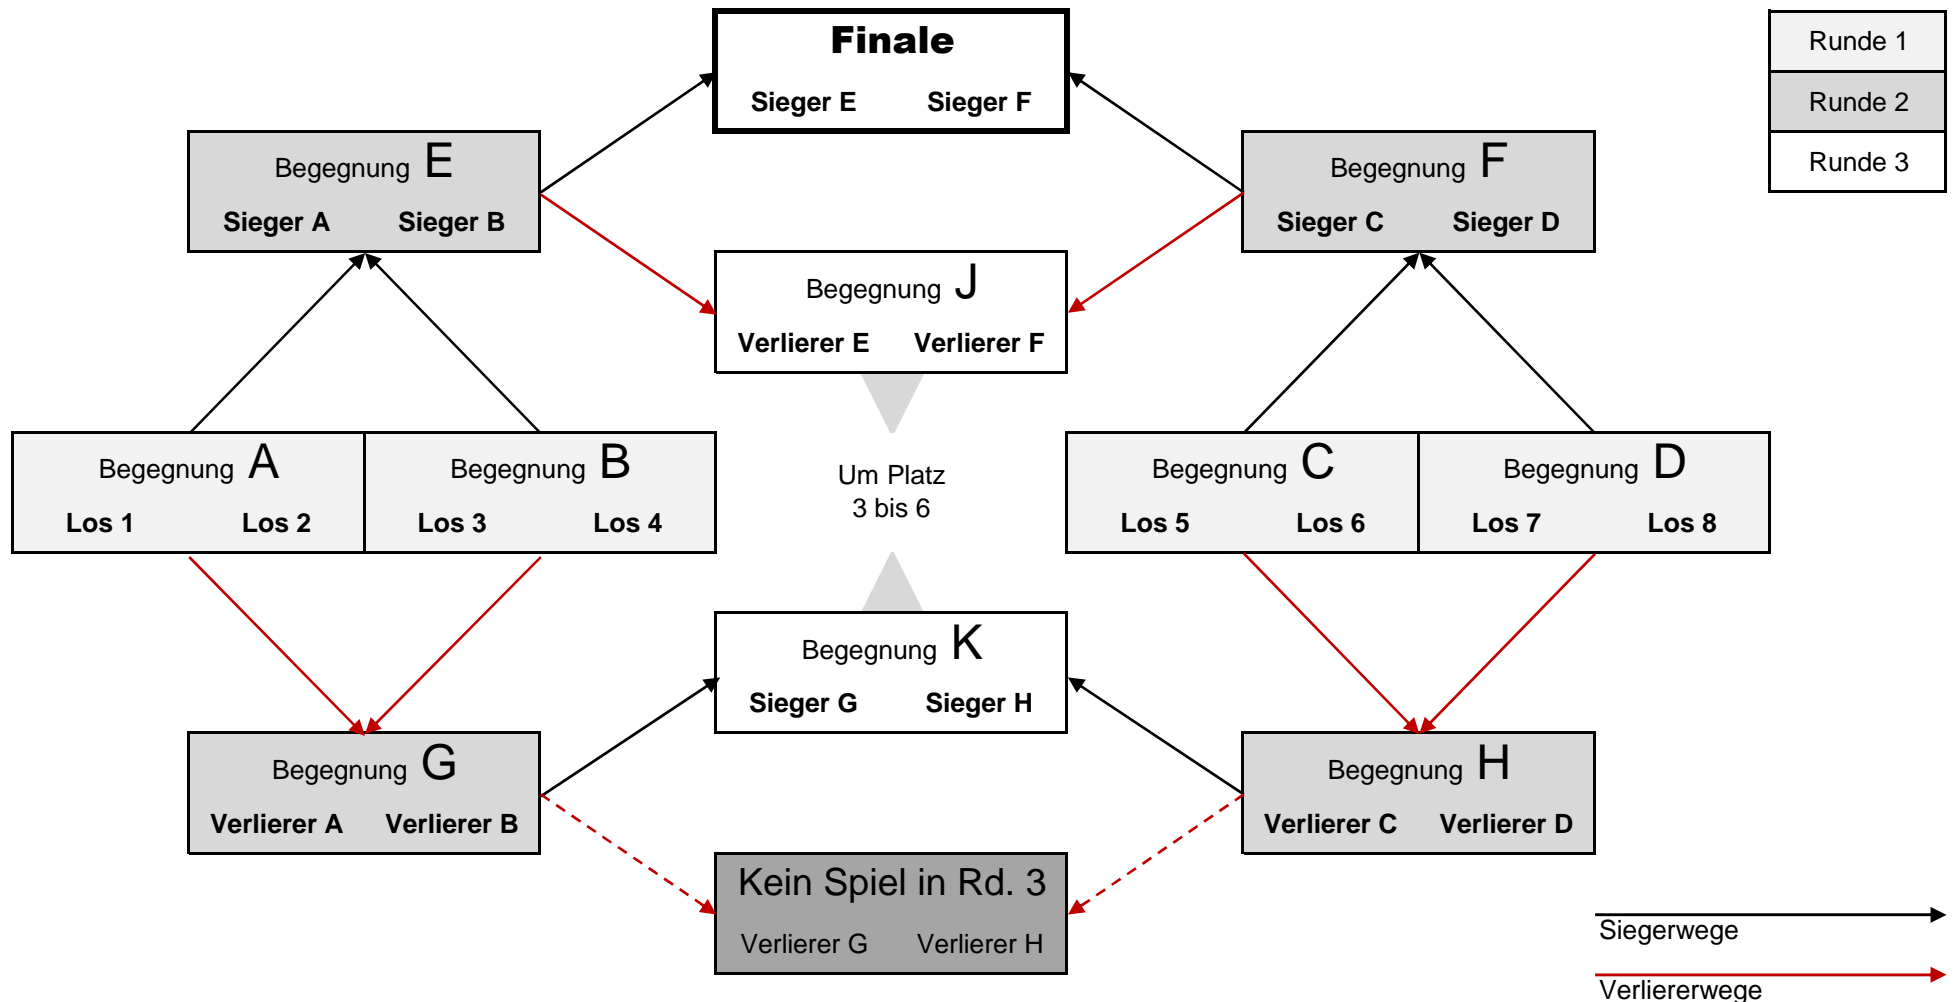 Finale
Sieger E Sieger F
Runde 1
Runde 2
Runde 3
Begegnung E
Sieger A Sieger B
Begegnung F
Sieger C Sieger D
Begegnung J
Verlierer E Verlierer F
Begegnung A
Los 1 Los 2
Begegnung B
Los 3 Los 4
Um Platz
3 bis 6
Begegnung C
Los 5 Los 6
Begegnung D
Los 7 Los 8
Begegnung K
Sieger G Sieger H
Begegnung G
Verlierer A Verlierer B
Begegnung H
Verlierer C Verlierer D
Kein Spiel in Rd. 3
Verlierer G Verlierer H
Siegerwege
Verliererwege